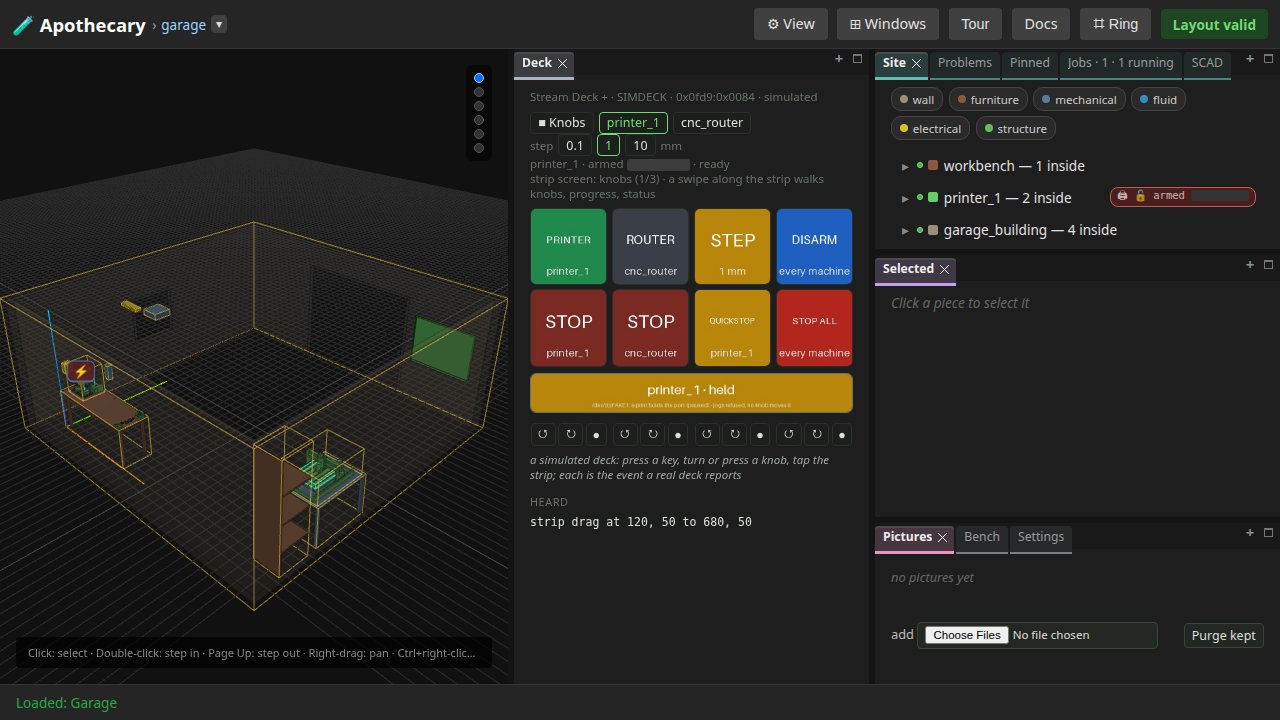 Apothecary › garage ▾
⚙ View
⊞ Windows
Tour
Docs
⌗ Ring
Layout valid
Deck
Stream Deck + · SIMDECK · 0x0fd9:0x0084 · simulated
■ Knobs
printer_1
cnc_router
step 0.1 1 10 mm
printer_1 · armed · ready
strip screen: knobs (1/3) · a swipe along the strip walks
knobs, progress, status
PRINTER
printer_1
ROUTER
cnc_router
STEP
1 mm
DISARM
every machine
STOP
printer_1
STOP
cnc_router
QUICKSTOP
printer_1
STOP ALL
every machine
printer_1 · held
a simulated deck: press a key, turn or press a knob, tap the
strip; each is the event a real deck reports
HEARD
strip drag at 120, 50 to 680, 50
Site
Problems
Pinned
Jobs · 1 · 1 running
SCAD
wall
furniture
mechanical
fluid
electrical
structure
workbench — 1 inside
printer_1 — 2 inside
armed
garage_building — 4 inside
Selected
Click a piece to select it
Pictures
Bench
Settings
no pictures yet
add Choose Files No file chosen
Purge kept
Click: select · Double-click: step in · Page Up: step out · Right-drag: pan · Ctrl+right-clic...
Loaded: Garage